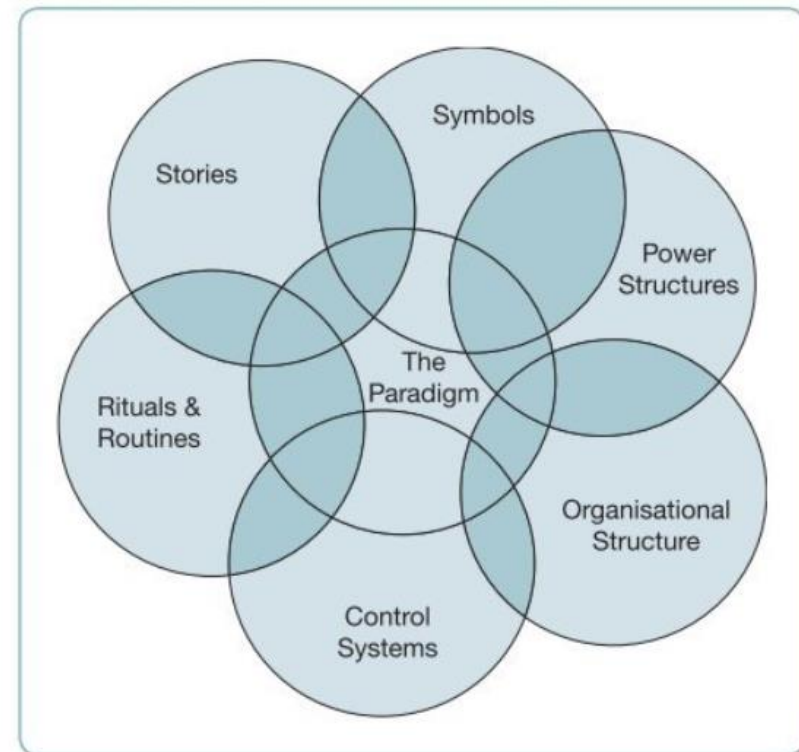 Symbols
Stories
Power
Structures
The
Paradigm
Rituals &
Routines
Organisational
Structure
Control
Systems